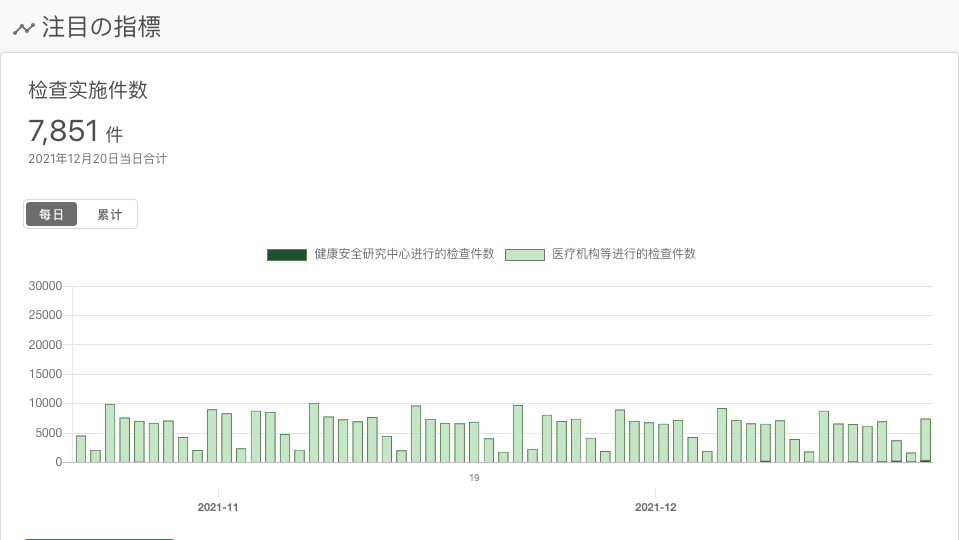 注目の指標
检查实施件数
7,851 件
2021年12月20日当日合计
每日 累计
健康安全研究中心进行的检查件数 医疗机构等进行的检查件数
30000
25000
20000
15000
10000
5000
0
19
2021-11 2021-12